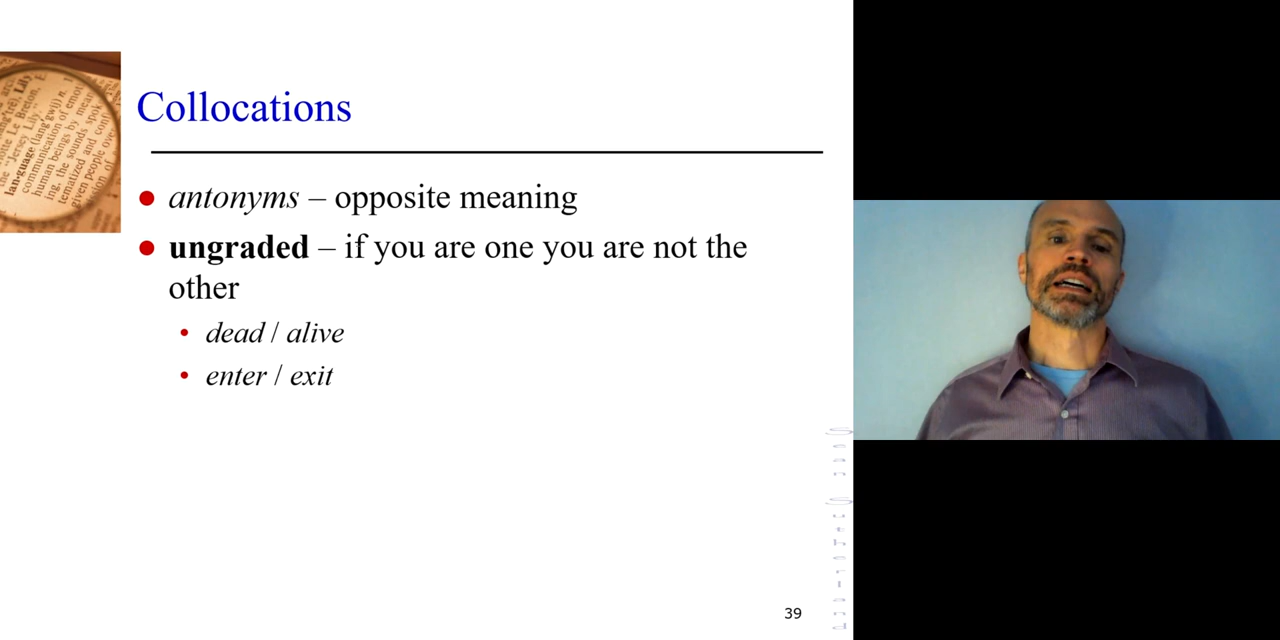 Collocations
● antonyms – opposite meaning
● ungraded – if you are one you are not the
other
• dead / alive
• enter / exit
39